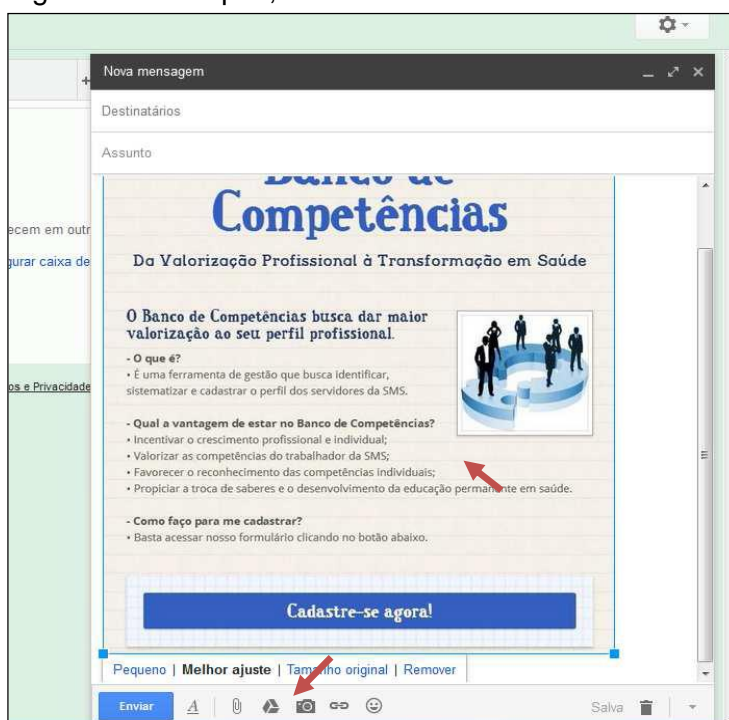 Nova mensagem
Destinatários
Assunto
Banco de
Competências
Da Valorização Profissional à Transformação em Saúde
ecem em outr
gurar caixa de
os e Privacidade
O Banco de Competências busca dar maior
valorização ao seu perfil profissional.
- O que é?
• É uma ferramenta de gestão que busca identificar,
sistematizar e cadastrar o perfil dos servidores da SMS.
- Qual a vantagem de estar no Banco de Competências?
• Incentivar o crescimento profissional e individual;
• Valorizar as competências do trabalhador da SMS;
• Favorecer o reconhecimento das competências individuais;
• Propiciar a troca de saberes e o desenvolvimento da educação permanente em saúde.
- Como faço para me cadastrar?
• Basta acessar nosso formulário clicando no botão abaixo.
Cadastre-se agora!
Pequeno | Melhor ajuste | Tamanho original | Remover
Enviar A Salva